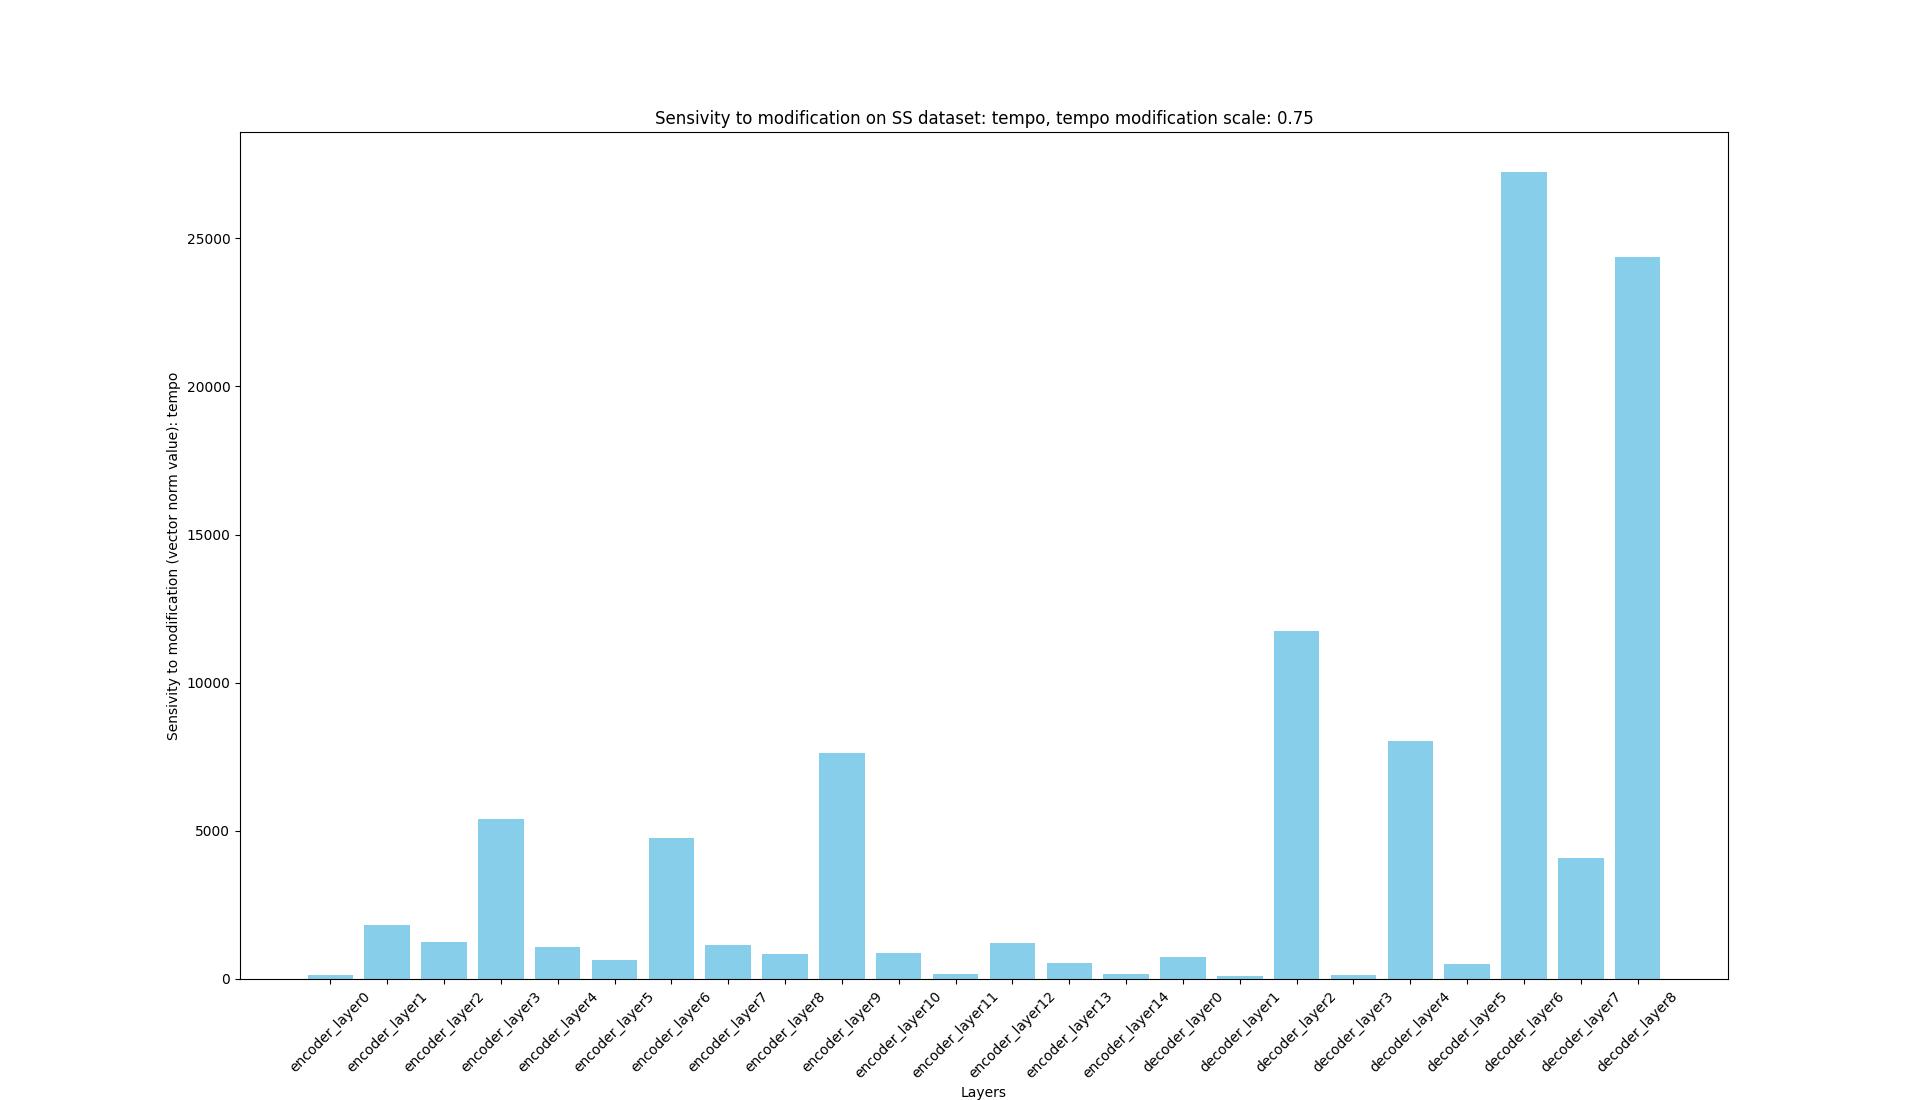 Sensivity to modification on SS dataset: tempo, tempo modification scale: 0.75
Sensivity to modification (vector norm value): tempo
25000
20000
15000
10000
5000
0
encoder_layer0
encoder_layer1
encoder_layer2
encoder_layer3
encoder_layer4
encoder_layer5
encoder_layer6
encoder_layer7
encoder_layer8
encoder_layer9
encoder_layer10
encoder_layer11
encoder_layer12
encoder_layer13
encoder_layer14
decoder_layer0
decoder_layer1
decoder_layer2
decoder_layer3
decoder_layer4
decoder_layer5
decoder_layer6
decoder_layer7
decoder_layer8
Layers